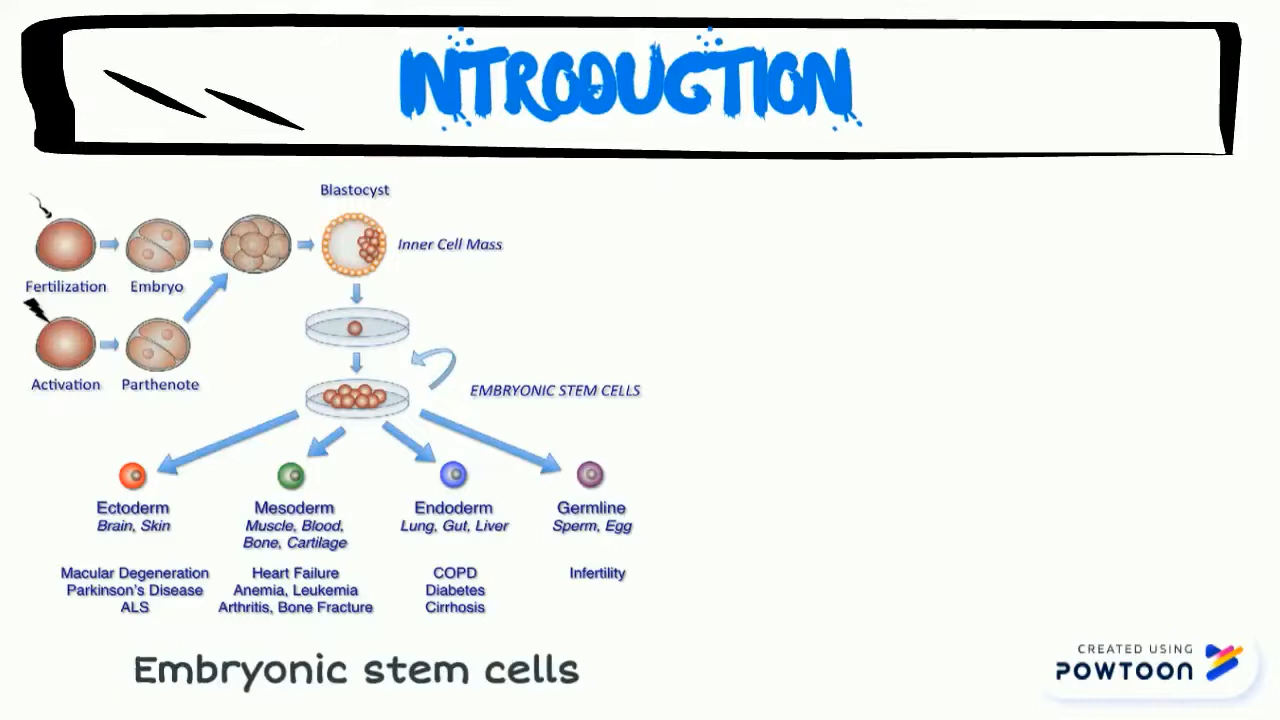 INTRODUCTION
Blastocyst
Inner Cell Mass
Fertilization
Embryo
Activation
Parthenote
EMBRYONIC STEM CELLS
Ectoderm
Brain, Skin
Mesoderm
Muscle, Blood,
Bone, Cartilage
Endoderm
Lung, Gut, Liver
Germline
Sperm, Egg
Macular Degeneration
Parkinson's Disease
ALS
Heart Failure
Anemia, Leukemia
Arthritis, Bone Fracture
COPD
Diabetes
Cirrhosis
Infertility
Embryonic stem cells
CREATED USING
POWTOON